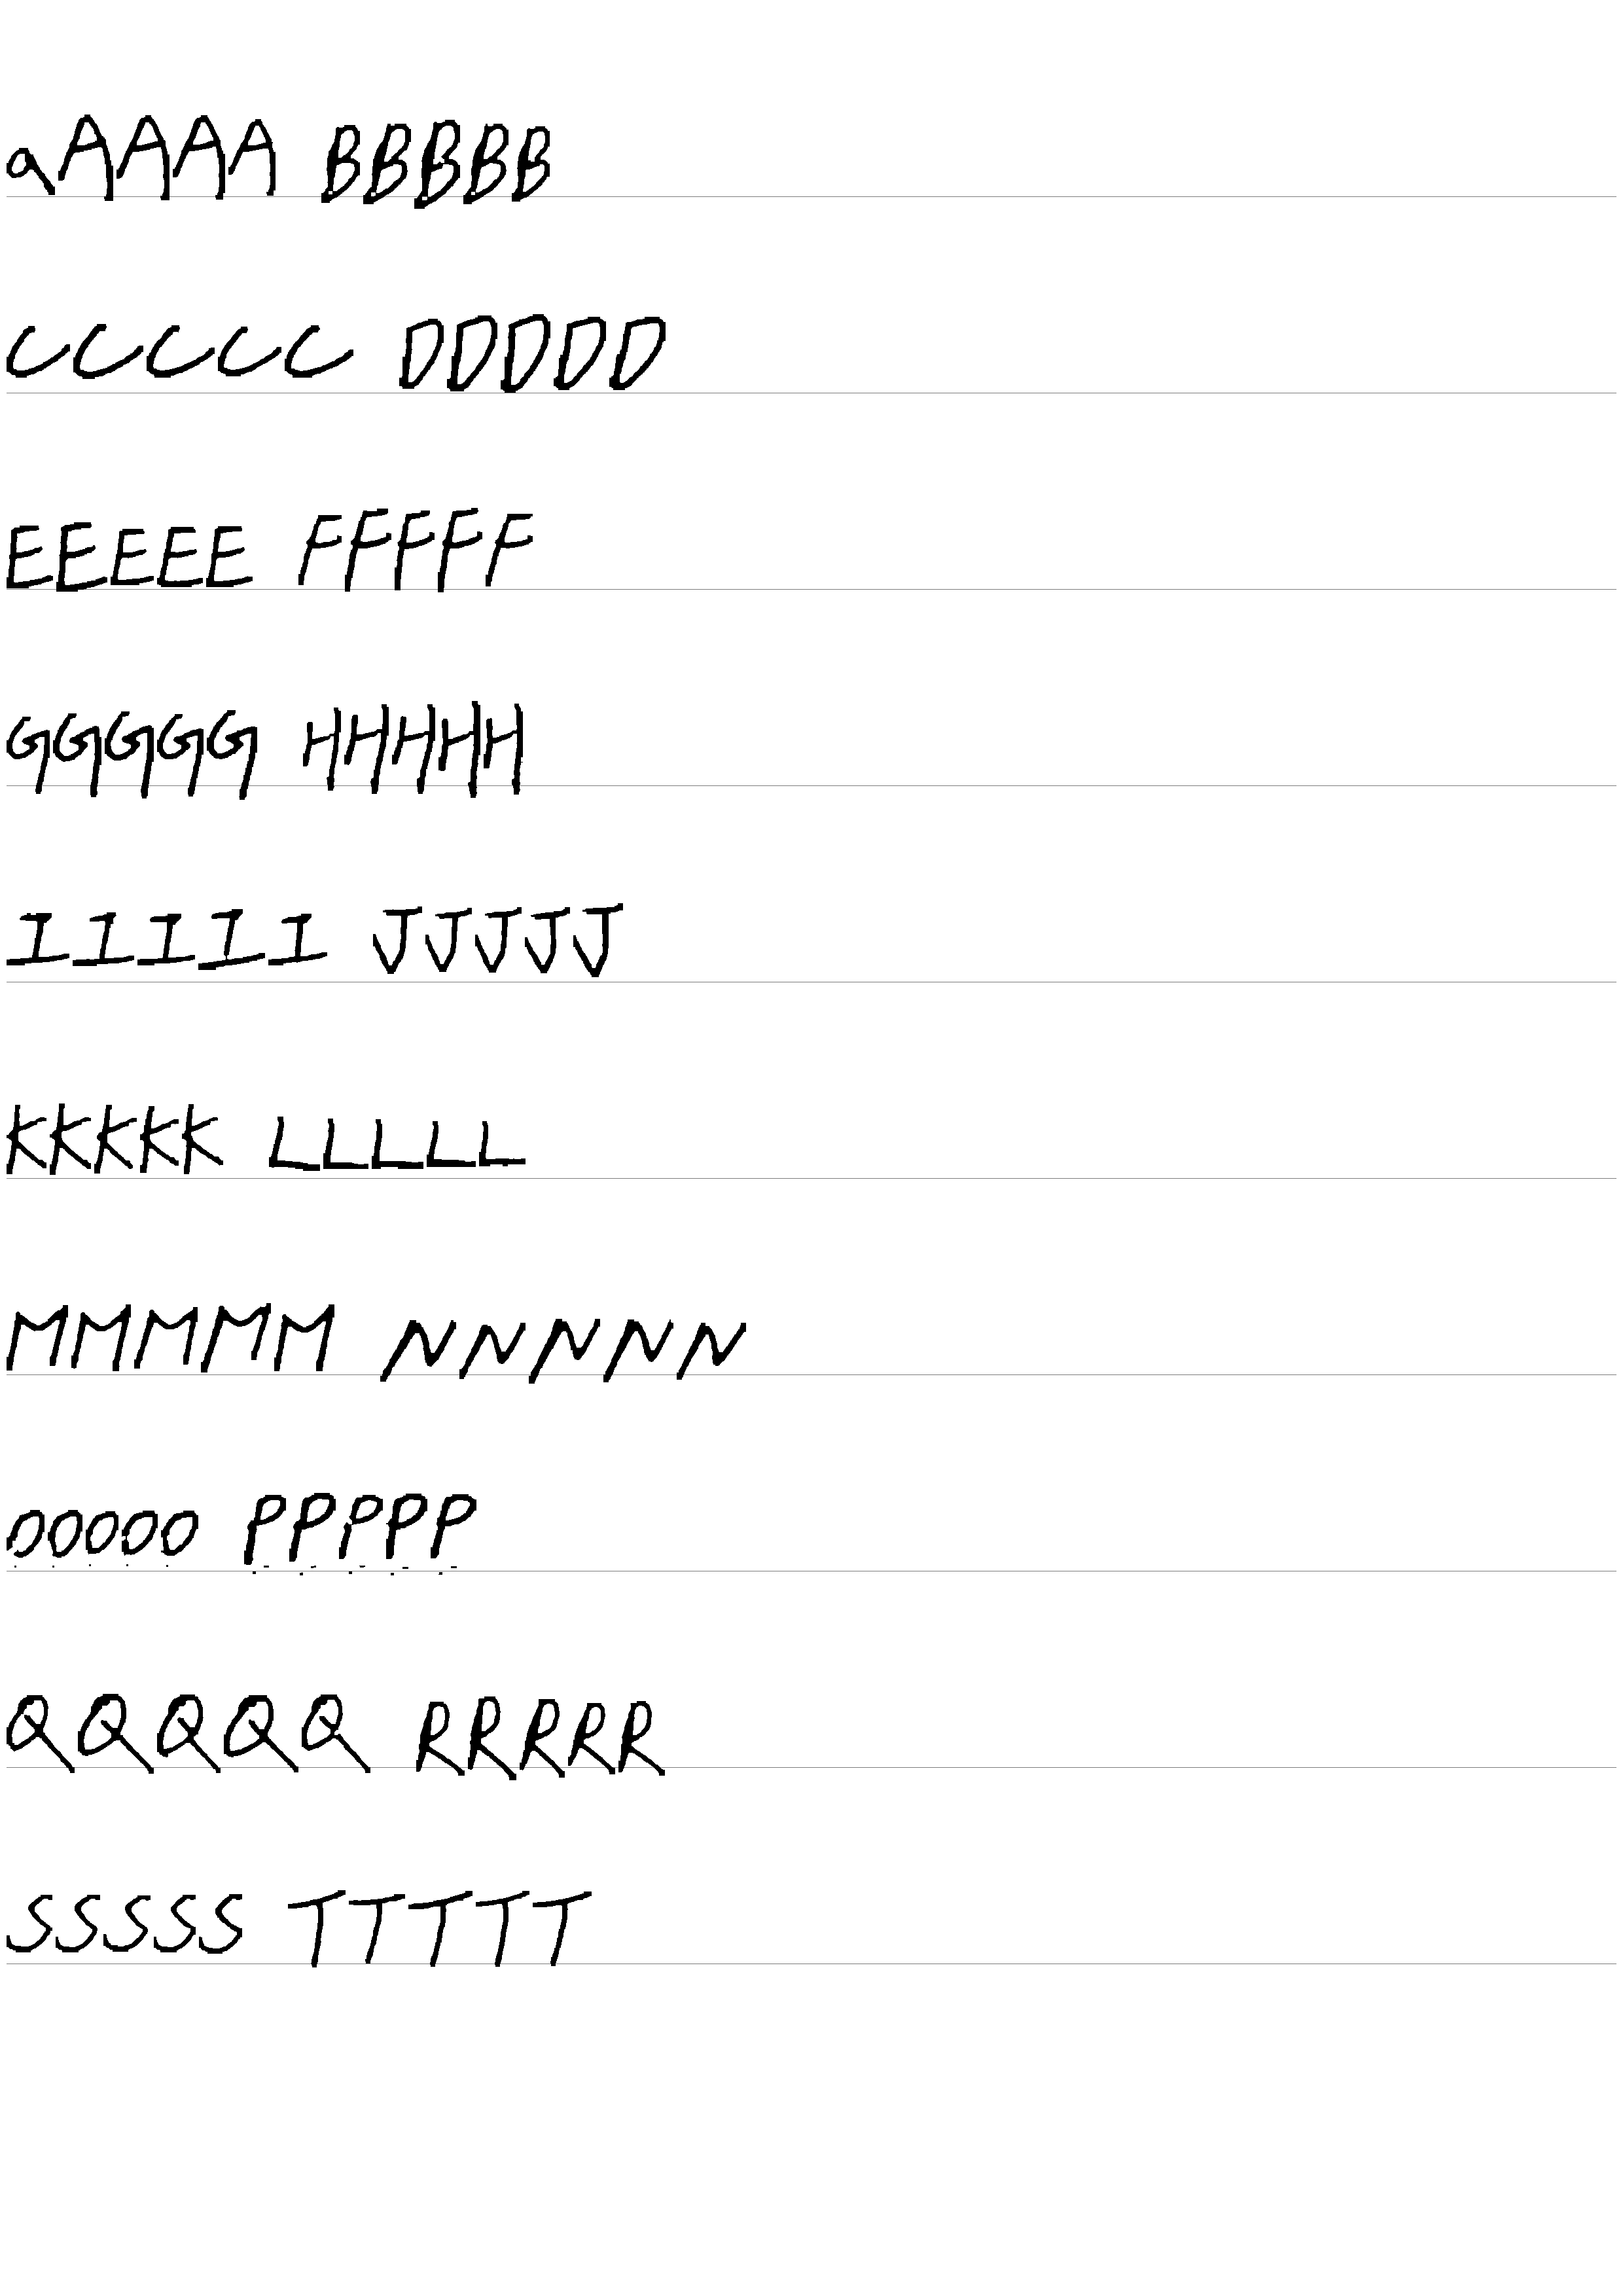 aAAAA BBBBB
CCCCC DDDDD
EEEEE FFFFF
GGGGG HHHHH
IIIII JJJJJ
KKKKK LLLLL
MMMMM NNNNN
OOOOO PPPPP
QQQQQ RRRRR
SSSSS TTTTT